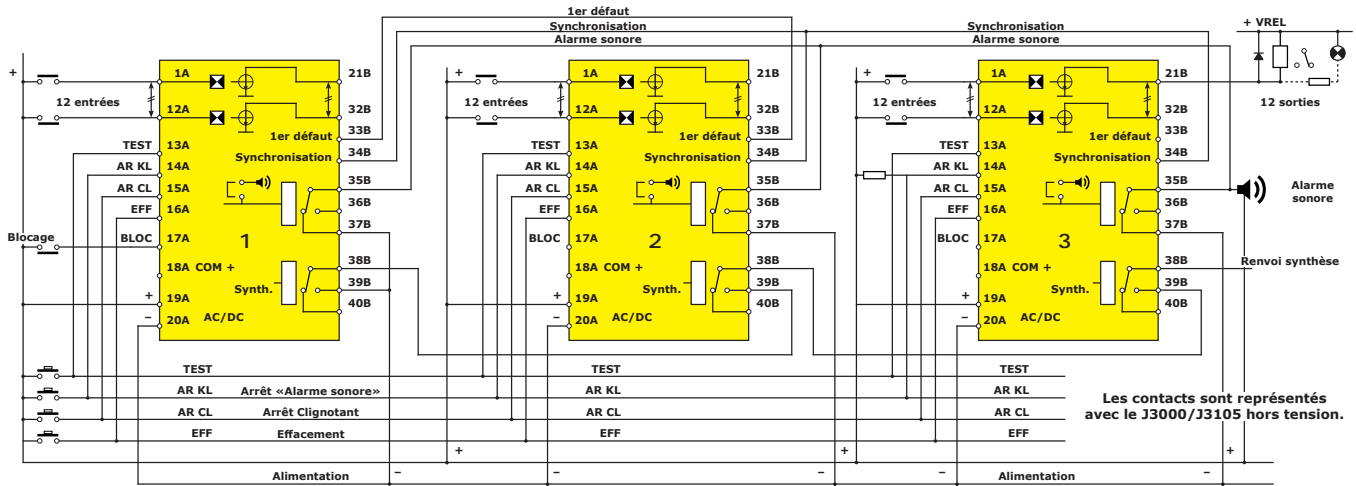 1er défaut
Synchronisation
Alarme sonore
Synchronisation
Alarme sonore
+ VREL
+
12 entrées
1A
12A
13A
14A
15A
16A
17A
18A COM +
19A
20A
AC/DC
21B
32B
33B
34B
35B
36B
37B
38B
39B
40B
1er défaut
Synchronisation
1
Synth.
TEST
AR KL
AR CL
EFF
Blocage
BLOC
+
–
+
12 entrées
1A
12A
13A
14A
15A
16A
17A
18A COM +
19A
20A
AC/DC
21B
32B
33B
34B
35B
36B
37B
38B
39B
40B
1er défaut
Synchronisation
2
Synth.
TEST
AR KL
AR CL
EFF
BLOC
+
–
+
12 entrées
1A
12A
13A
14A
15A
16A
17A
18A COM +
19A
20A
AC/DC
21B
32B
33B
34B
35B
36B
37B
38B
39B
40B
1er défaut
Synchronisation
3
Synth.
TEST
AR KL
AR CL
EFF
BLOC
+
–
12 sorties
Alarme
sonore
Renvoi synthèse
TEST
TEST
TEST
AR KL
Arrêt «Alarme sonore»
AR KL
AR KL
AR CL
Arrêt Clignotant
AR CL
AR CL
EFF
Effacement
EFF
EFF
Les contacts sont représentés
avec le J3000/J3105 hors tension.
+
+
+
Alimentation
–
–
–
–
Alimentation
–